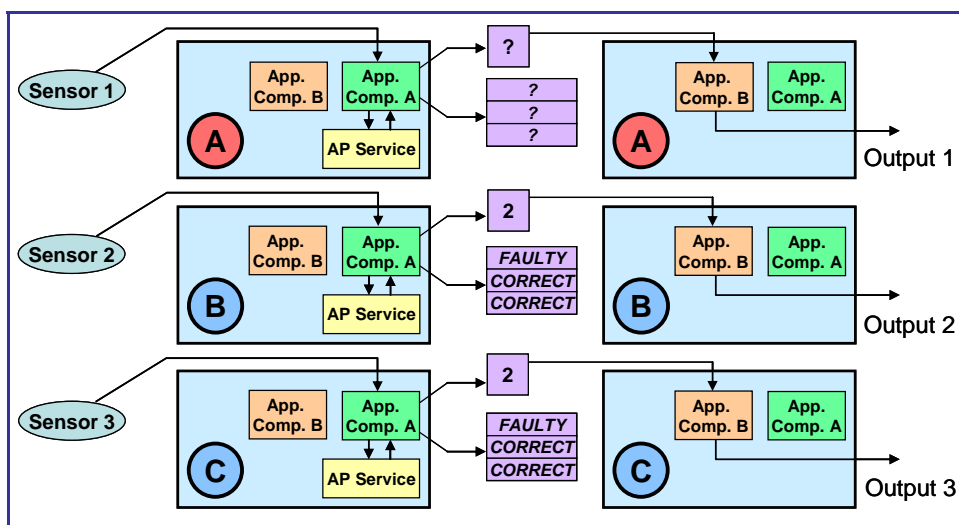 Sensor 1
App.
Comp. B
App.
Comp. A
AP Service
A
?
?
?
?
App.
Comp. B
App.
Comp. A
A
Output 1
Sensor 2
App.
Comp. B
App.
Comp. A
AP Service
B
2
FAULTY
CORRECT
CORRECT
App.
Comp. B
App.
Comp. A
B
Output 2
Sensor 3
App.
Comp. B
App.
Comp. A
AP Service
C
2
FAULTY
CORRECT
CORRECT
App.
Comp. B
App.
Comp. A
C
Output 3